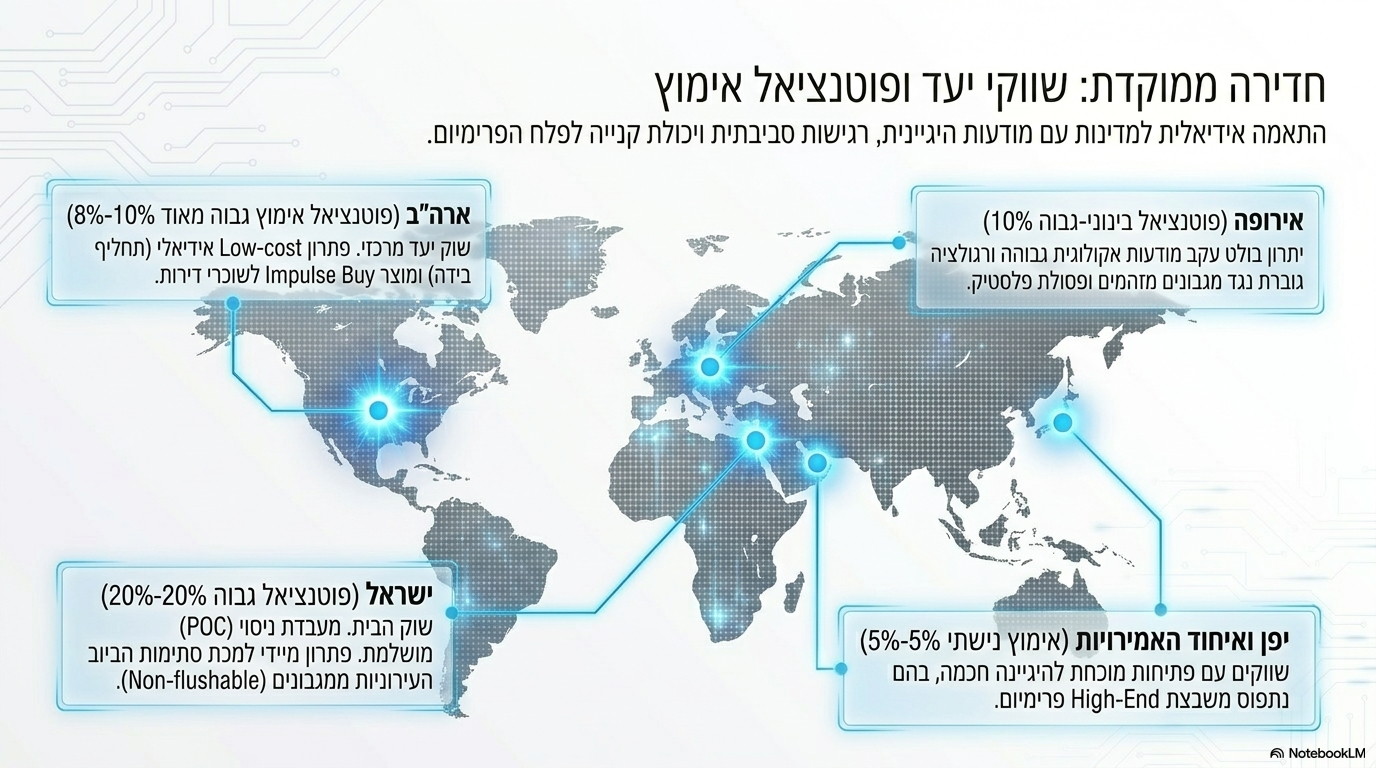 חדירה ממוקדת: שווקי יעד ופוטנציאל אימוץ
התאמה אידיאלית למדינות עם מודעות היגיינית, רגישות סביבתית ויכולת קנייה לפלח הפרימיום.
אירופה (פוטנציאל בינוני-גבוה 10%)
יתרון בולט עקב מודעות אקולוגית גבוהה ורגולציה
גוברת נגד מגבונים מזהמים ופסולת פלסטיק.
ארה"ב (פוטנציאל אימוץ גבוה מאוד 10%-8%)
שוק יעד מרכזי. פתרון Low-cost אידיאלי (תחליף
בידה) ומוצר Impulse Buy לשוכרי דירות.
יפן ואיחוד האמירויות (אימוץ נישתי 5%-5%)
שווקים עם פתיחות מוכחת להיגיינה חכמה, בהם
נתפוס משבצת High-End פרימיום.
ישראל (פוטנציאל גבוה 20%-20%)
שוק הבית. מעבדת ניסוי (POC)
מושלמת. פתרון מיידי למכת סתימות הביוב
העירוניות ממגבונים (Non-flushable).
NotebookLM